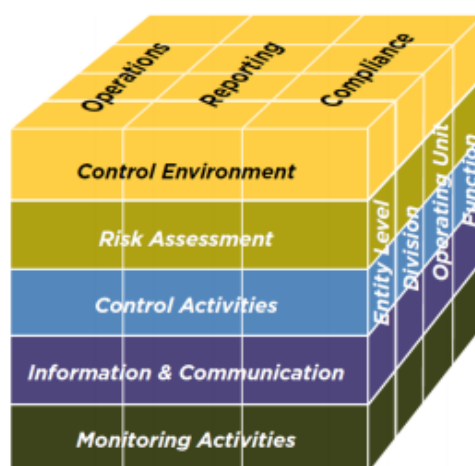 Operations
Reporting
Compliance
Control Environment
Risk Assessment
Control Activities
Information & Communication
Monitoring Activities
Entity Level
Division
Operating Unit
Function